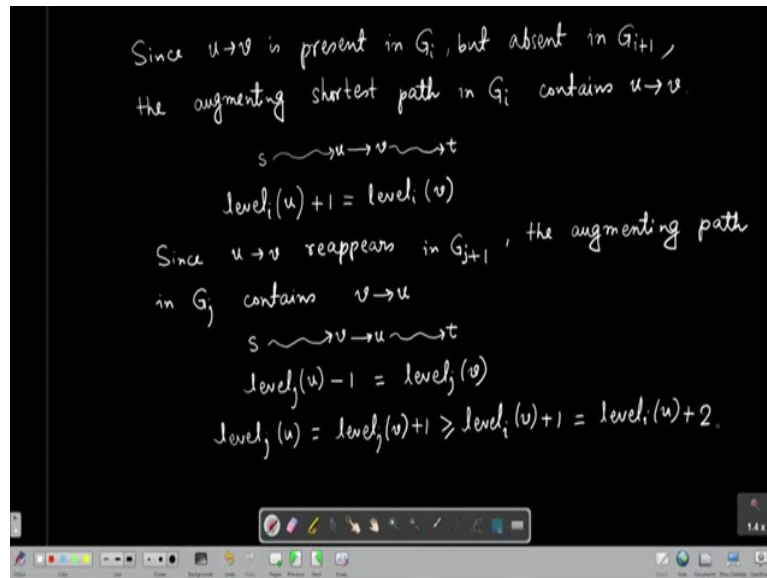 Since u→v is present in Gᵢ, but absent in Gᵢ₊₁,
the augmenting shortest path in Gᵢ contains u→v.
s⟿u→v⟿t
levelᵢ(u)+1 = levelᵢ(v)
Since u→v reappears in Gⱼ₊₁, the augmenting path
in Gⱼ contains v→u
s⟿v→u⟿t
levelⱼ(u)-1 = levelⱼ(v)
levelⱼ(u) = levelⱼ(v)+1 ≥ levelᵢ(v)+1 = levelᵢ(u)+2.
1.4 x